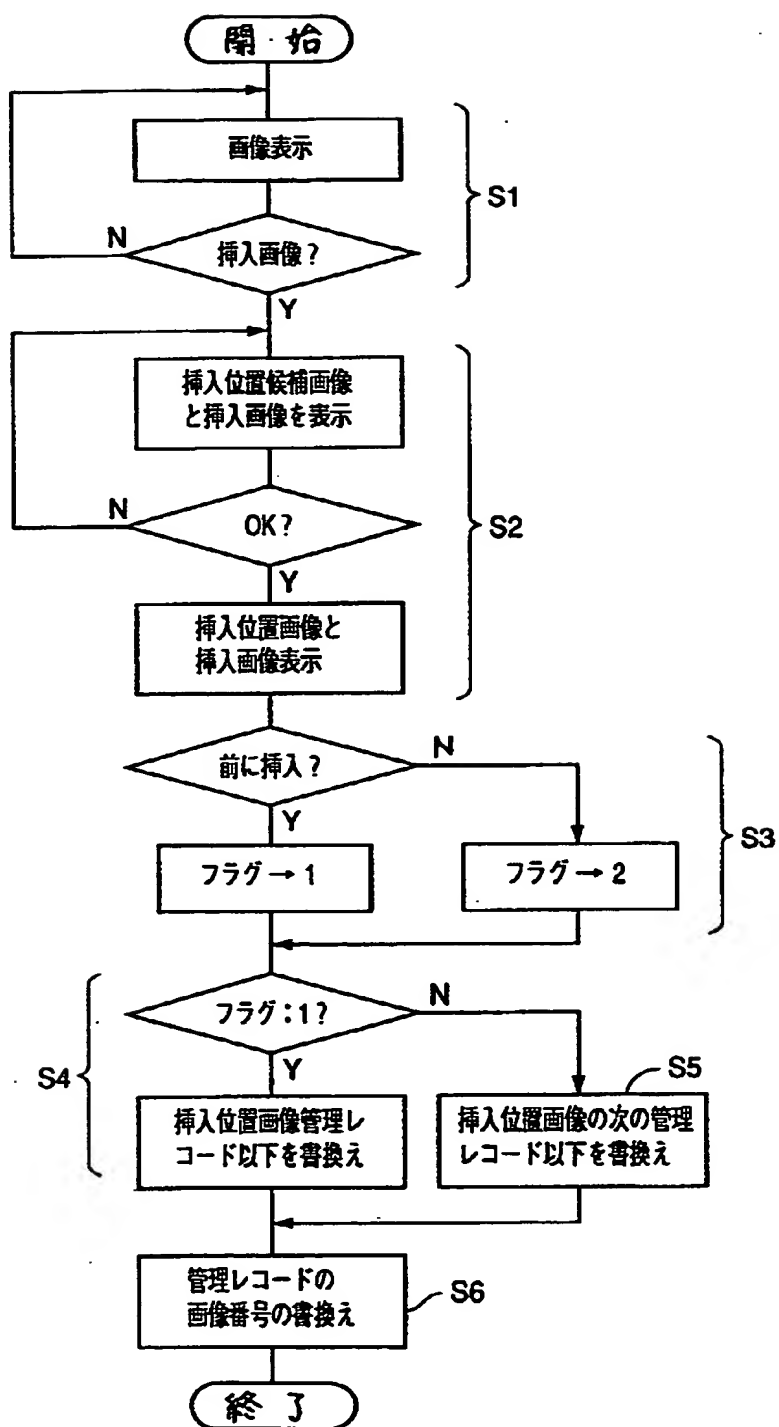 開始
画像表示
S1
N
挿入画像?
Y
挿入位置候補画像
と挿入画像を表示
N
OK?
S2
Y
挿入位置画像と
挿入画像表示
前に挿入?
N
Y
S3
フラグ→1
フラグ→2
フラグ:1?
N
S4
Y
S5
挿入位置画像管理レ
コード以下を書換え
挿入位置画像の次の管理
レコード以下を書換え
管理レコードの
画像番号の書換え
S6
終了